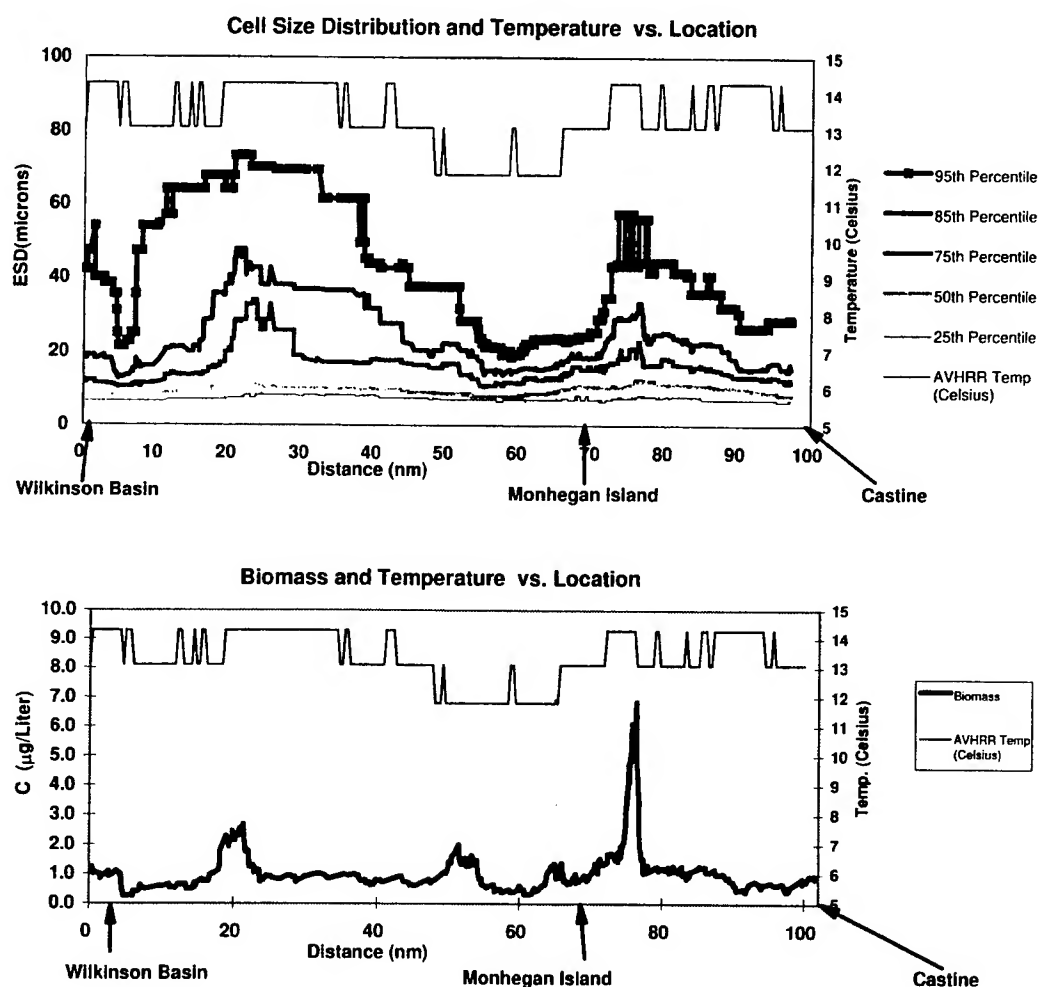 Cell Size Distribution and Temperature vs. Location
100
80
60
40
20
0
ESD(microns)
15
14
13
12
11
10
9
8
7
6
5
Temperature (Celsius)
0 10 20 30 40 50 60 70 80 90 100
Distance (nm)
Wilkinson Basin
Monhegan Island
Castine
95th Percentile
85th Percentile
75th Percentile
50th Percentile
25th Percentile
AVHRR Temp
(Celsius)
Biomass and Temperature vs. Location
10.0
9.0
8.0
7.0
6.0
5.0
4.0
3.0
2.0
1.0
0.0
C (µg/Liter)
15
14
13
12
11
10
9
8
7
6
5
Temp. (Celsius)
0 20 40 60 80 100
Distance (nm)
Wilkinson Basin
Monhegan Island
Castine
Biomass
AVHRR Temp
(Celsius)